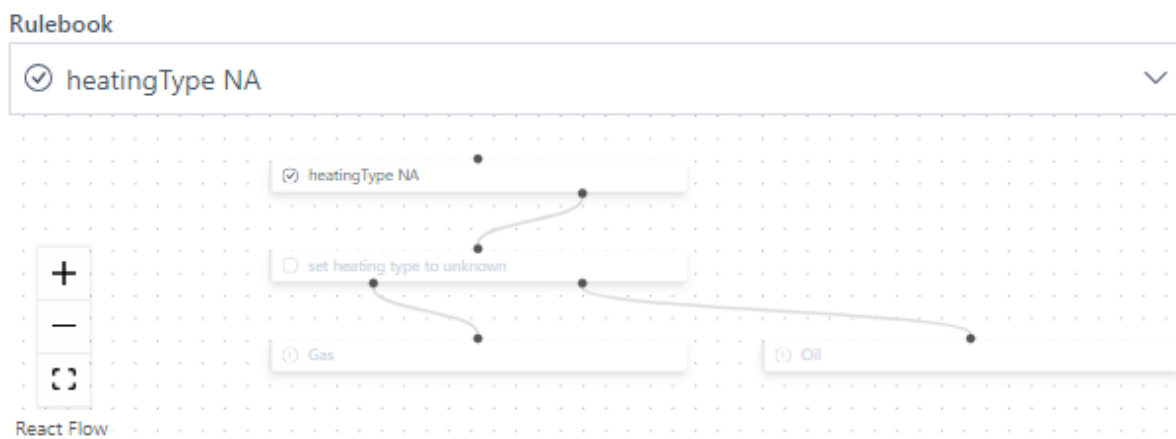 Rulebook
heatingType NA
heatingType NA
set heating type to unknown
Gas
Oil
React Flow